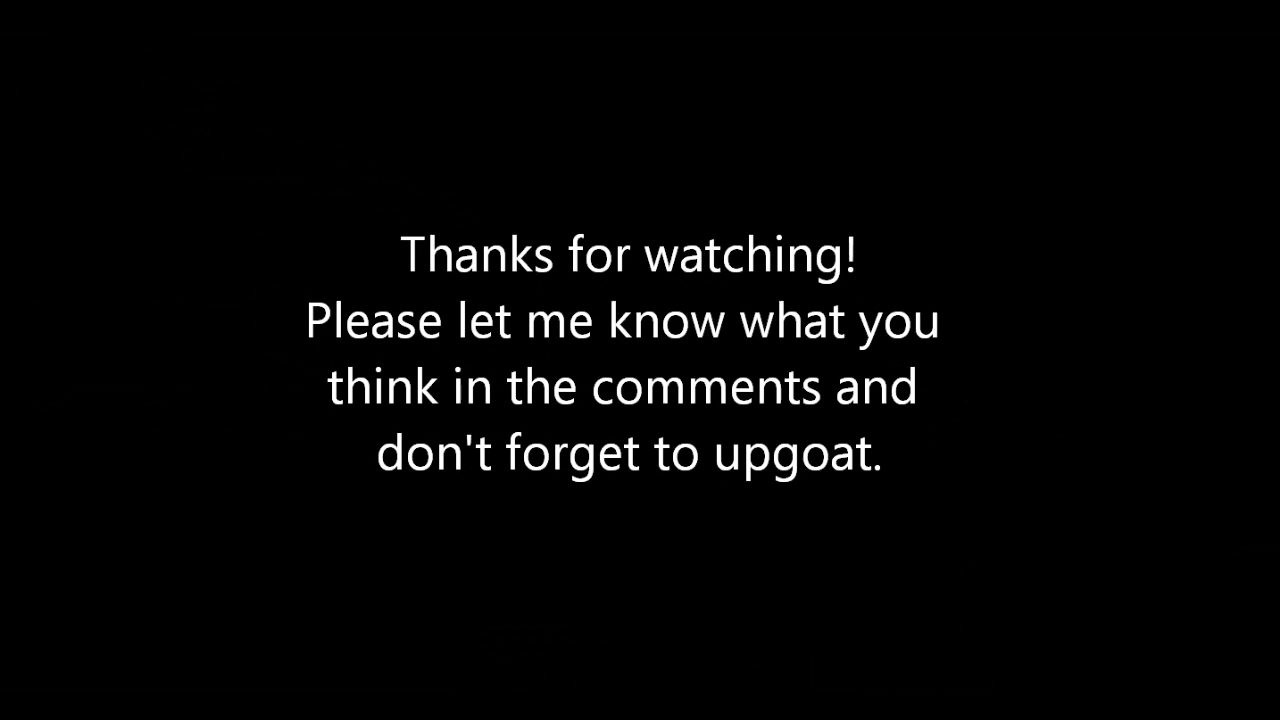 Thanks for watching!
Please let me know what you
think in the comments and
don't forget to upgoat.